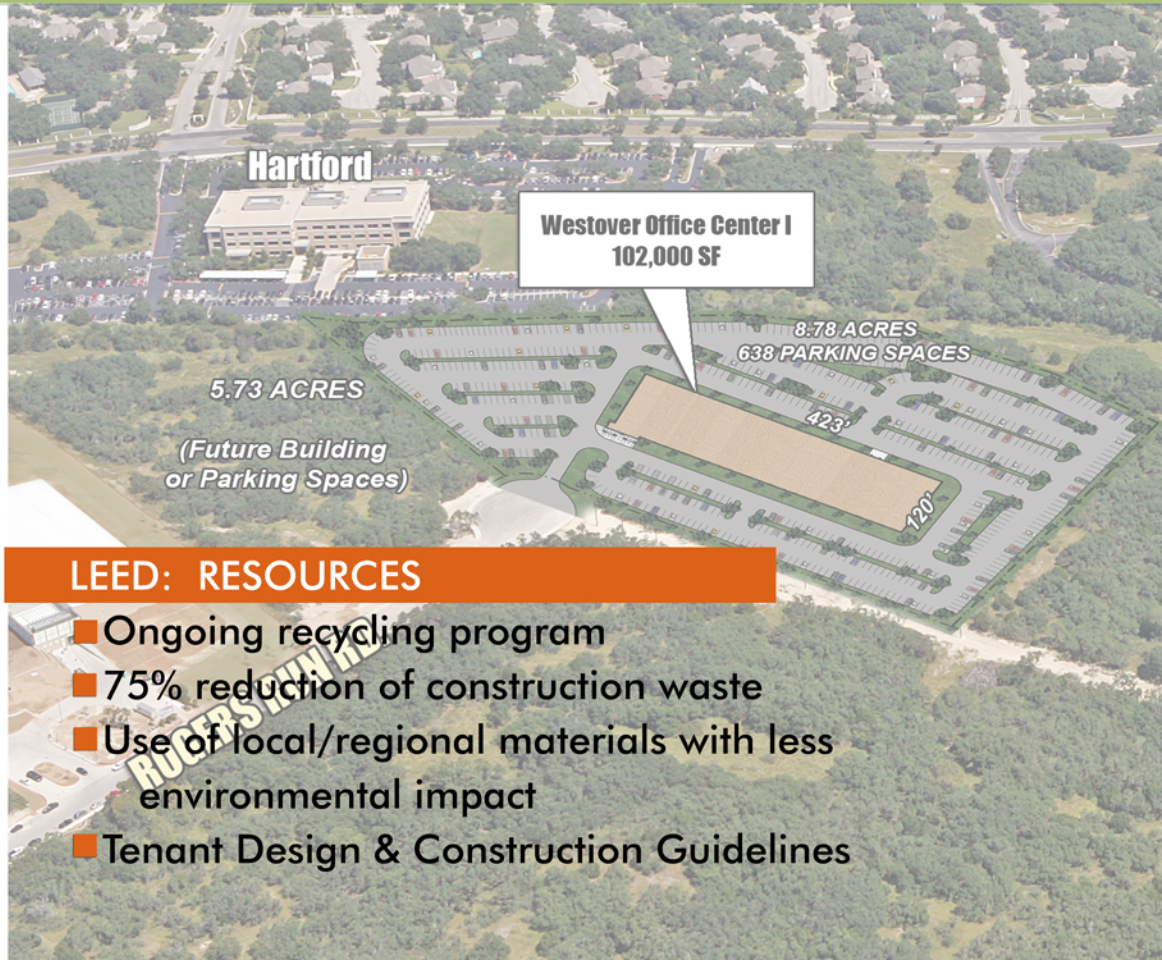 Hartford
Westover Office Center I
102,000 SF
8.78 ACRES
638 PARKING SPACES
5.73 ACRES
(Future Building
or Parking Spaces)
423'
120'
LEED: RESOURCES
Ongoing recycling program
75% reduction of construction waste
Use of local/regional materials with less
environmental impact
Tenant Design & Construction Guidelines
ROGERS RUN RD.